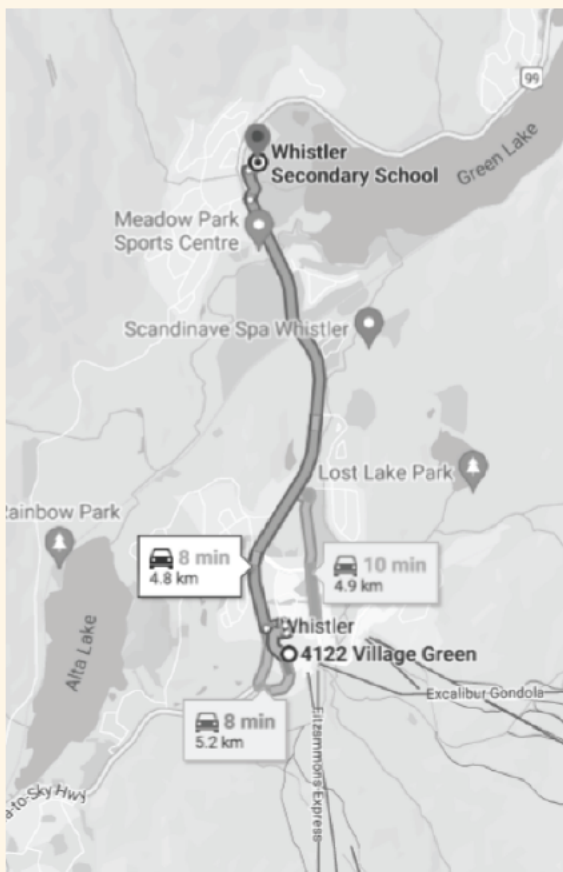 99
Whistler
Secondary School
Green Lake
Meadow Park
Sports Centre
Scandinave Spa Whistler
Lost Lake Park
Rainbow Park
8 min
4.8 km
10 min
4.9 km
Alta Lake
Whistler
4122 Village Green
Excalibur Gondola
8 min
5.2 km
Fitzsimmons Express
a-to-Sky Hwy